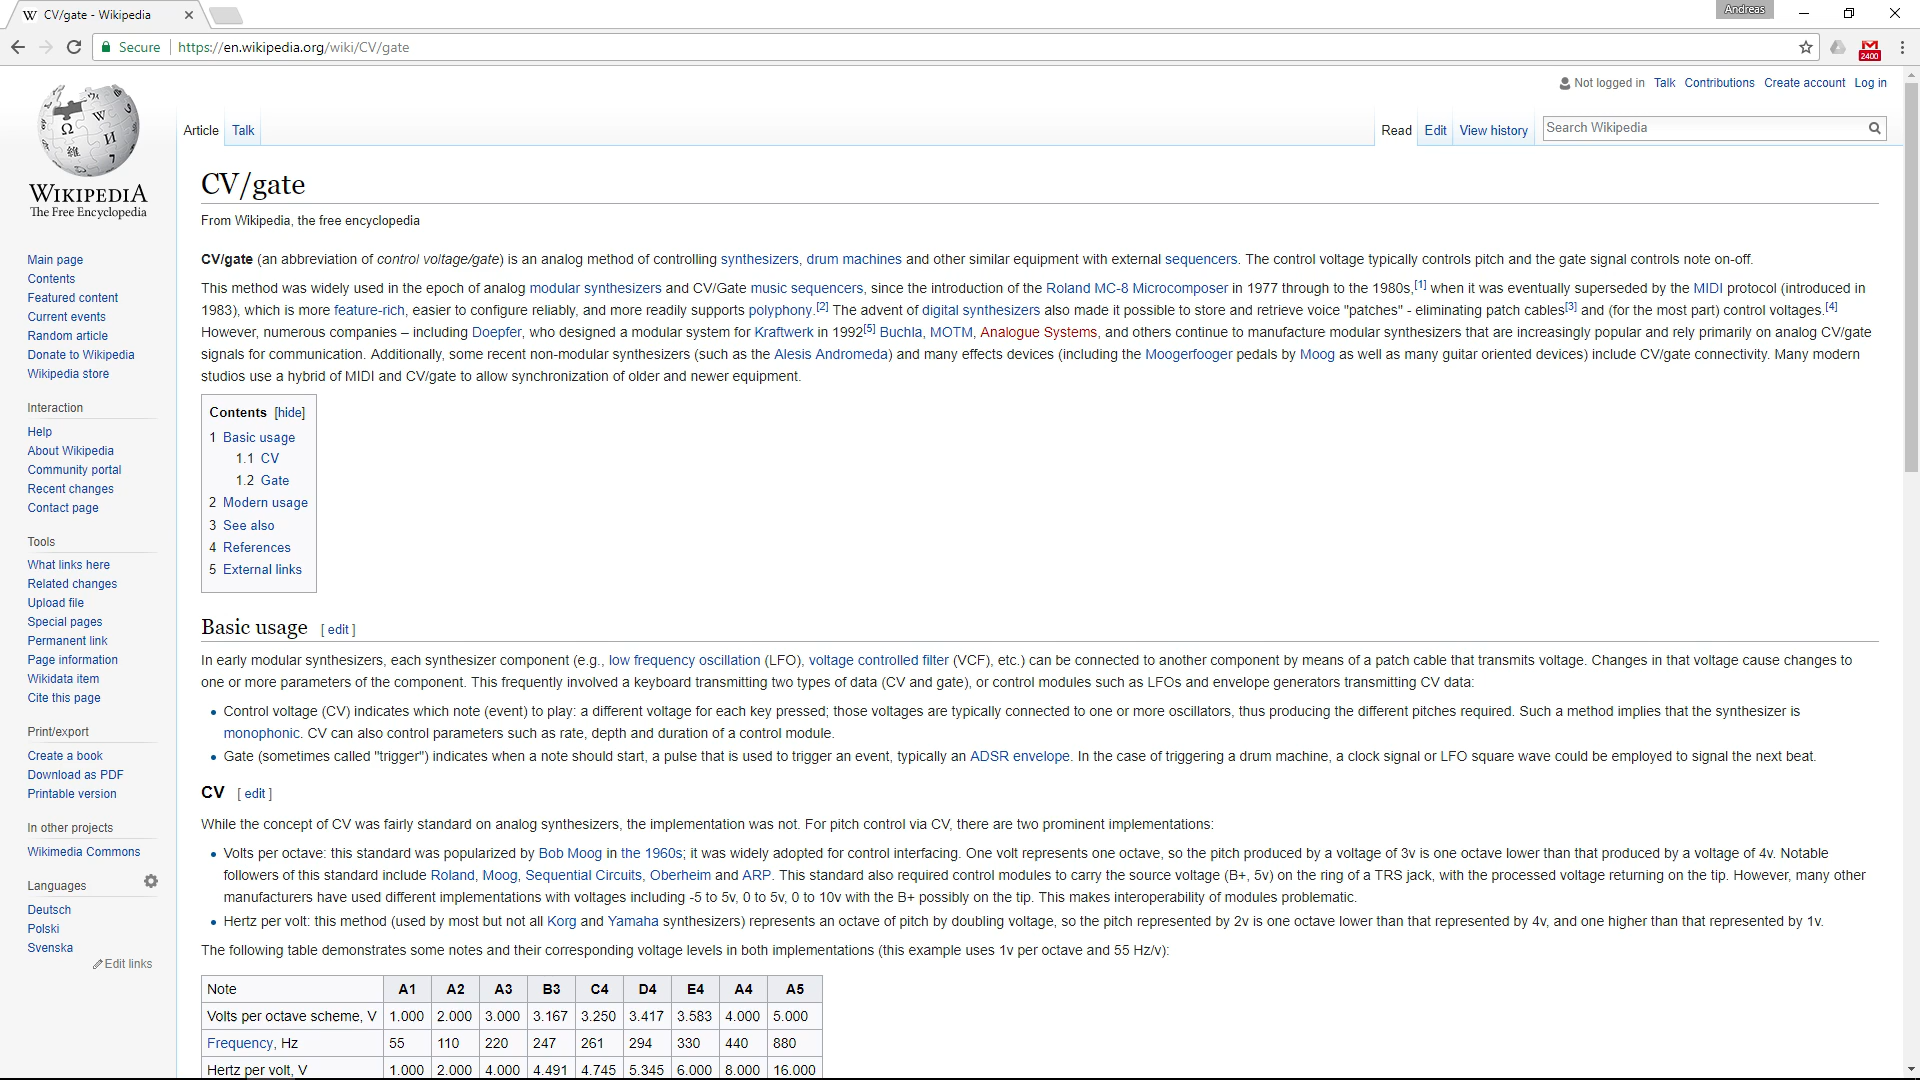 CV/gate - Wikipedia
Andreas
Secure https://en.wikipedia.org/wiki/CV/gate
2400
Not logged in Talk Contributions Create account Log in
Article Talk Read Edit View history Search Wikipedia
WIKIPEDIA
The Free Encyclopedia
Main page
Contents
Featured content
Current events
Random article
Donate to Wikipedia
Wikipedia store
Interaction
Help
About Wikipedia
Community portal
Recent changes
Contact page
Tools
What links here
Related changes
Upload file
Special pages
Permanent link
Page information
Wikidata item
Cite this page
Print/export
Create a book
Download as PDF
Printable version
In other projects
Wikimedia Commons
Languages
Deutsch
Polski
Svenska
Edit links
CV/gate
From Wikipedia, the free encyclopedia
CV/gate (an abbreviation of control voltage/gate) is an analog method of controlling synthesizers, drum machines and other similar equipment with external sequencers. The control voltage typically controls pitch and the gate signal controls note on-off.
This method was widely used in the epoch of analog modular synthesizers and CV/Gate music sequencers, since the introduction of the Roland MC-8 Microcomposer in 1977 through to the 1980s,[1] when it was eventually superseded by the MIDI protocol (introduced in
1983), which is more feature-rich, easier to configure reliably, and more readily supports polyphony.[2] The advent of digital synthesizers also made it possible to store and retrieve voice "patches" - eliminating patch cables[3] and (for the most part) control voltages.[4]
However, numerous companies – including Doepfer, who designed a modular system for Kraftwerk in 1992[5] Buchla, MOTM, Analogue Systems, and others continue to manufacture modular synthesizers that are increasingly popular and rely primarily on analog CV/gate
signals for communication. Additionally, some recent non-modular synthesizers (such as the Alesis Andromeda) and many effects devices (including the Moogerfooger pedals by Moog as well as many guitar oriented devices) include CV/gate connectivity. Many modern
studios use a hybrid of MIDI and CV/gate to allow synchronization of older and newer equipment.
Contents [hide]
1 Basic usage
1.1 CV
1.2 Gate
2 Modern usage
3 See also
4 References
5 External links
Basic usage [ edit ]
In early modular synthesizers, each synthesizer component (e.g., low frequency oscillation (LFO), voltage controlled filter (VCF), etc.) can be connected to another component by means of a patch cable that transmits voltage. Changes in that voltage cause changes to
one or more parameters of the component. This frequently involved a keyboard transmitting two types of data (CV and gate), or control modules such as LFOs and envelope generators transmitting CV data:
• Control voltage (CV) indicates which note (event) to play: a different voltage for each key pressed; those voltages are typically connected to one or more oscillators, thus producing the different pitches required. Such a method implies that the synthesizer is
monophonic. CV can also control parameters such as rate, depth and duration of a control module.
• Gate (sometimes called "trigger") indicates when a note should start, a pulse that is used to trigger an event, typically an ADSR envelope. In the case of triggering a drum machine, a clock signal or LFO square wave could be employed to signal the next beat.
CV [ edit ]
While the concept of CV was fairly standard on analog synthesizers, the implementation was not. For pitch control via CV, there are two prominent implementations:
• Volts per octave: this standard was popularized by Bob Moog in the 1960s; it was widely adopted for control interfacing. One volt represents one octave, so the pitch produced by a voltage of 3v is one octave lower than that produced by a voltage of 4v. Notable
followers of this standard include Roland, Moog, Sequential Circuits, Oberheim and ARP. This standard also required control modules to carry the source voltage (B+, 5v) on the ring of a TRS jack, with the processed voltage returning on the tip. However, many other
manufacturers have used different implementations with voltages including -5 to 5v, 0 to 5v, 0 to 10v with the B+ possibly on the tip. This makes interoperability of modules problematic.
• Hertz per volt: this method (used by most but not all Korg and Yamaha synthesizers) represents an octave of pitch by doubling voltage, so the pitch represented by 2v is one octave lower than that represented by 4v, and one higher than that represented by 1v.
The following table demonstrates some notes and their corresponding voltage levels in both implementations (this example uses 1v per octave and 55 Hz/v):
Note A1 A2 A3 B3 C4 D4 E4 A4 A5
Volts per octave scheme, V 1.000 2.000 3.000 3.167 3.250 3.417 3.583 4.000 5.000
Frequency, Hz 55 110 220 247 261 294 330 440 880
Hertz per volt, V 1.000 2.000 4.000 4.491 4.745 5.345 6.000 8.000 16.000